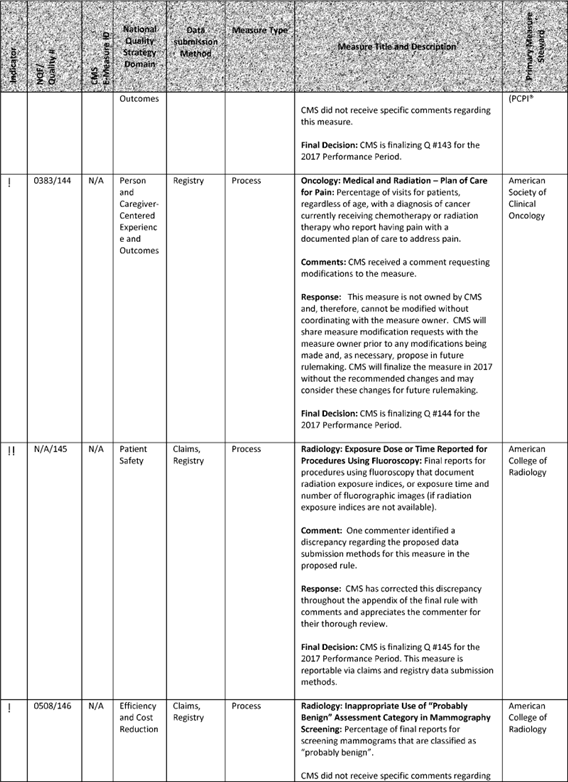 Indicator
NQF/
Quality #
CMS
E-Measure ID
National
Quality
Strategy
Domain
Data
submission
Method
Measure Type
Measure Title and Description
Primary Measure
Steward
Outcomes
CMS did not receive specific comments regarding
this measure.
Final Decision: CMS is finalizing Q #143 for the
2017 Performance Period.
(PCPI®
!
0383/144
N/A
Person
and
Caregiver-
Centered
Experienc
e and
Outcomes
Registry
Process
Oncology: Medical and Radiation – Plan of Care
for Pain: Percentage of visits for patients,
regardless of age, with a diagnosis of cancer
currently receiving chemotherapy or radiation
therapy who report having pain with a
documented plan of care to address pain.
Comments: CMS received a comment requesting
modifications to the measure.
Response: This measure is not owned by CMS
and, therefore, cannot be modified without
coordinating with the measure owner. CMS will
share measure modification requests with the
measure owner prior to any modifications being
made and, as necessary, propose in future
rulemaking. CMS will finalize the measure in 2017
without the recommended changes and may
consider these changes for future rulemaking.
Final Decision: CMS is finalizing Q #144 for the
2017 Performance Period.
American
Society of
Clinical
Oncology
!!
N/A/145
N/A
Patient
Safety
Claims,
Registry
Process
Radiology: Exposure Dose or Time Reported for
Procedures Using Fluoroscopy: Final reports for
procedures using fluoroscopy that document
radiation exposure indices, or exposure time and
number of fluorographic images (if radiation
exposure indices are not available).
Comment: One commenter identified a
discrepancy regarding the proposed data
submission methods for this measure in the
proposed rule.
Response: CMS has corrected this discrepancy
throughout the appendix of the final rule with
comments and appreciates the commenter for
their thorough review.
Final Decision: CMS is finalizing Q #145 for the
2017 Performance Period. This measure is
reportable via claims and registry data submission
methods.
American
College of
Radiology
!
0508/146
N/A
Efficiency
and Cost
Reduction
Claims,
Registry
Process
Radiology: Inappropriate Use of "Probably
Benign" Assessment Category in Mammography
Screening: Percentage of final reports for
screening mammograms that are classified as
"probably benign".
CMS did not receive specific comments regarding
American
College of
Radiology